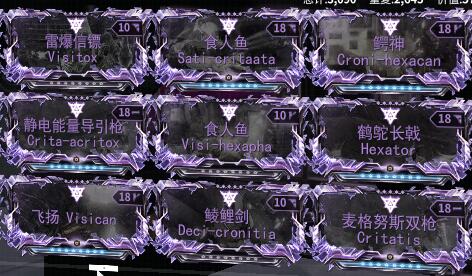 10
雷爆信镖
Visitox
18
食人鱼
Sati-critaata
18
鳄神
Croni-hexacan
18
静电能量导引枪
Crita-acritox
10
食人鱼
Visi-hexapha
18
鹤鸵长戟
Hexator
18
飞扬 Visican
10
鲮鲤剑
Deci-cronitia
18
麦格努斯双枪
Critatis